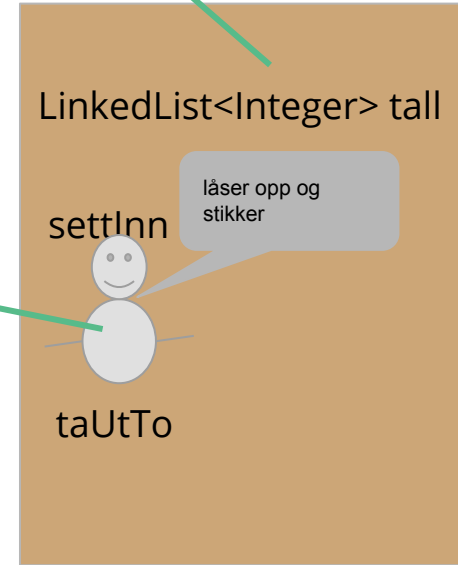 LinkedList<Integer> tall
låser opp og
stikker
settInn
taUtTo